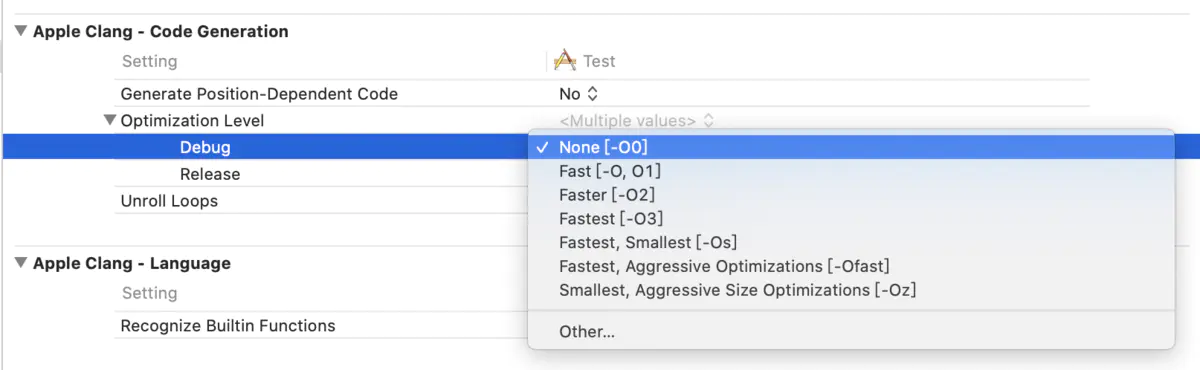 Apple Clang - Code Generation
Setting Test
Generate Position-Dependent Code No
Optimization Level <Multiple values>
Debug None [-O0]
Fast [-O, O1]
Release
Faster [-O2]
Unroll Loops
Fastest [-O3]
Fastest, Smallest [-Os]
Apple Clang - Language
Fastest, Aggressive Optimizations [-Ofast]
Setting
Smallest, Aggressive Size Optimizations [-Oz]
Recognize Builtin Functions
Other...